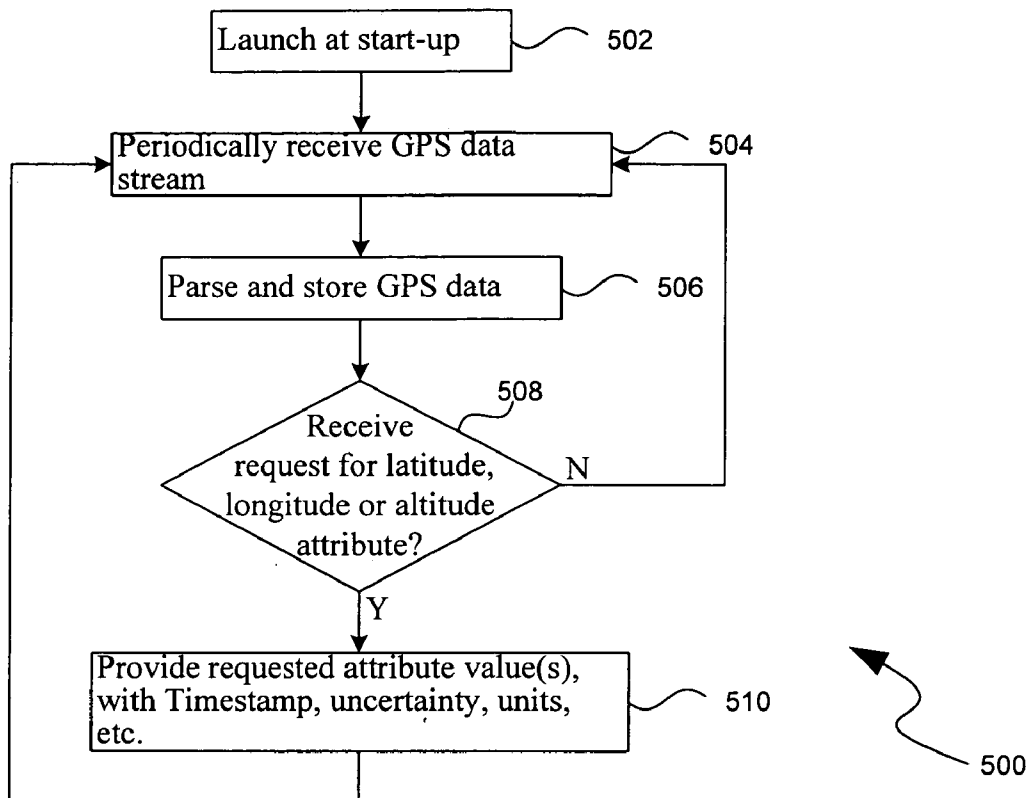 Launch at start-up
502
Periodically receive GPS data
stream
504
Parse and store GPS data
506
508
Receive
request for latitude,
longitude or altitude
attribute?
N
Y
Provide requested attribute value(s),
with Timestamp, uncertainty, units,
etc.
510
500